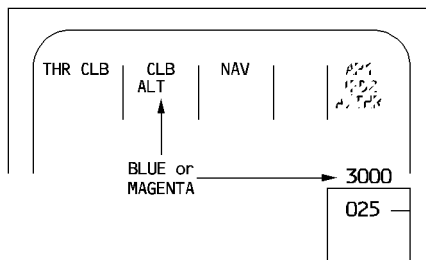 THR CLB CLB NAV
ALT
BLUE or
MAGENTA
3000
025